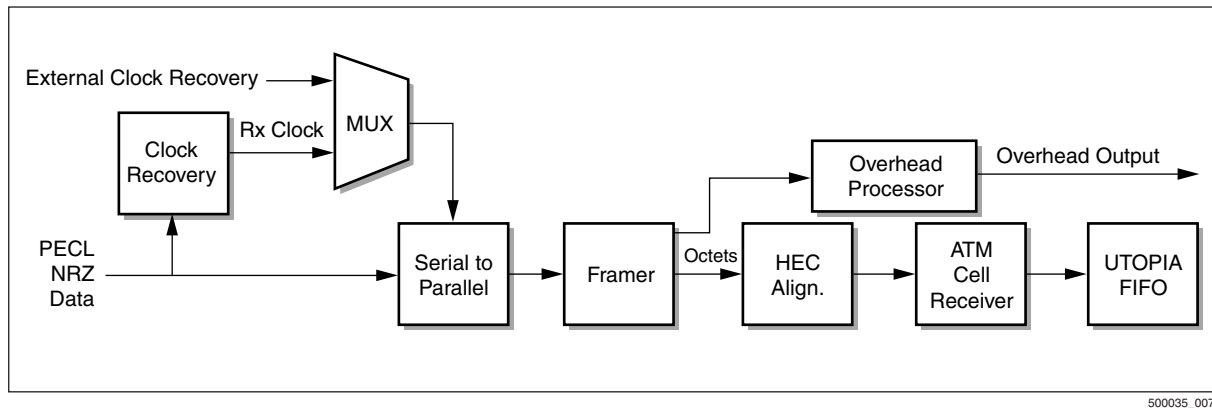 External Clock Recovery
MUX
Rx Clock
Clock
Recovery
Overhead
Processor
Overhead Output
PECL
NRZ
Data
Serial to
Parallel
Framer
Octets
HEC
Align.
ATM
Cell
Receiver
UTOPIA
FIFO
500035_007